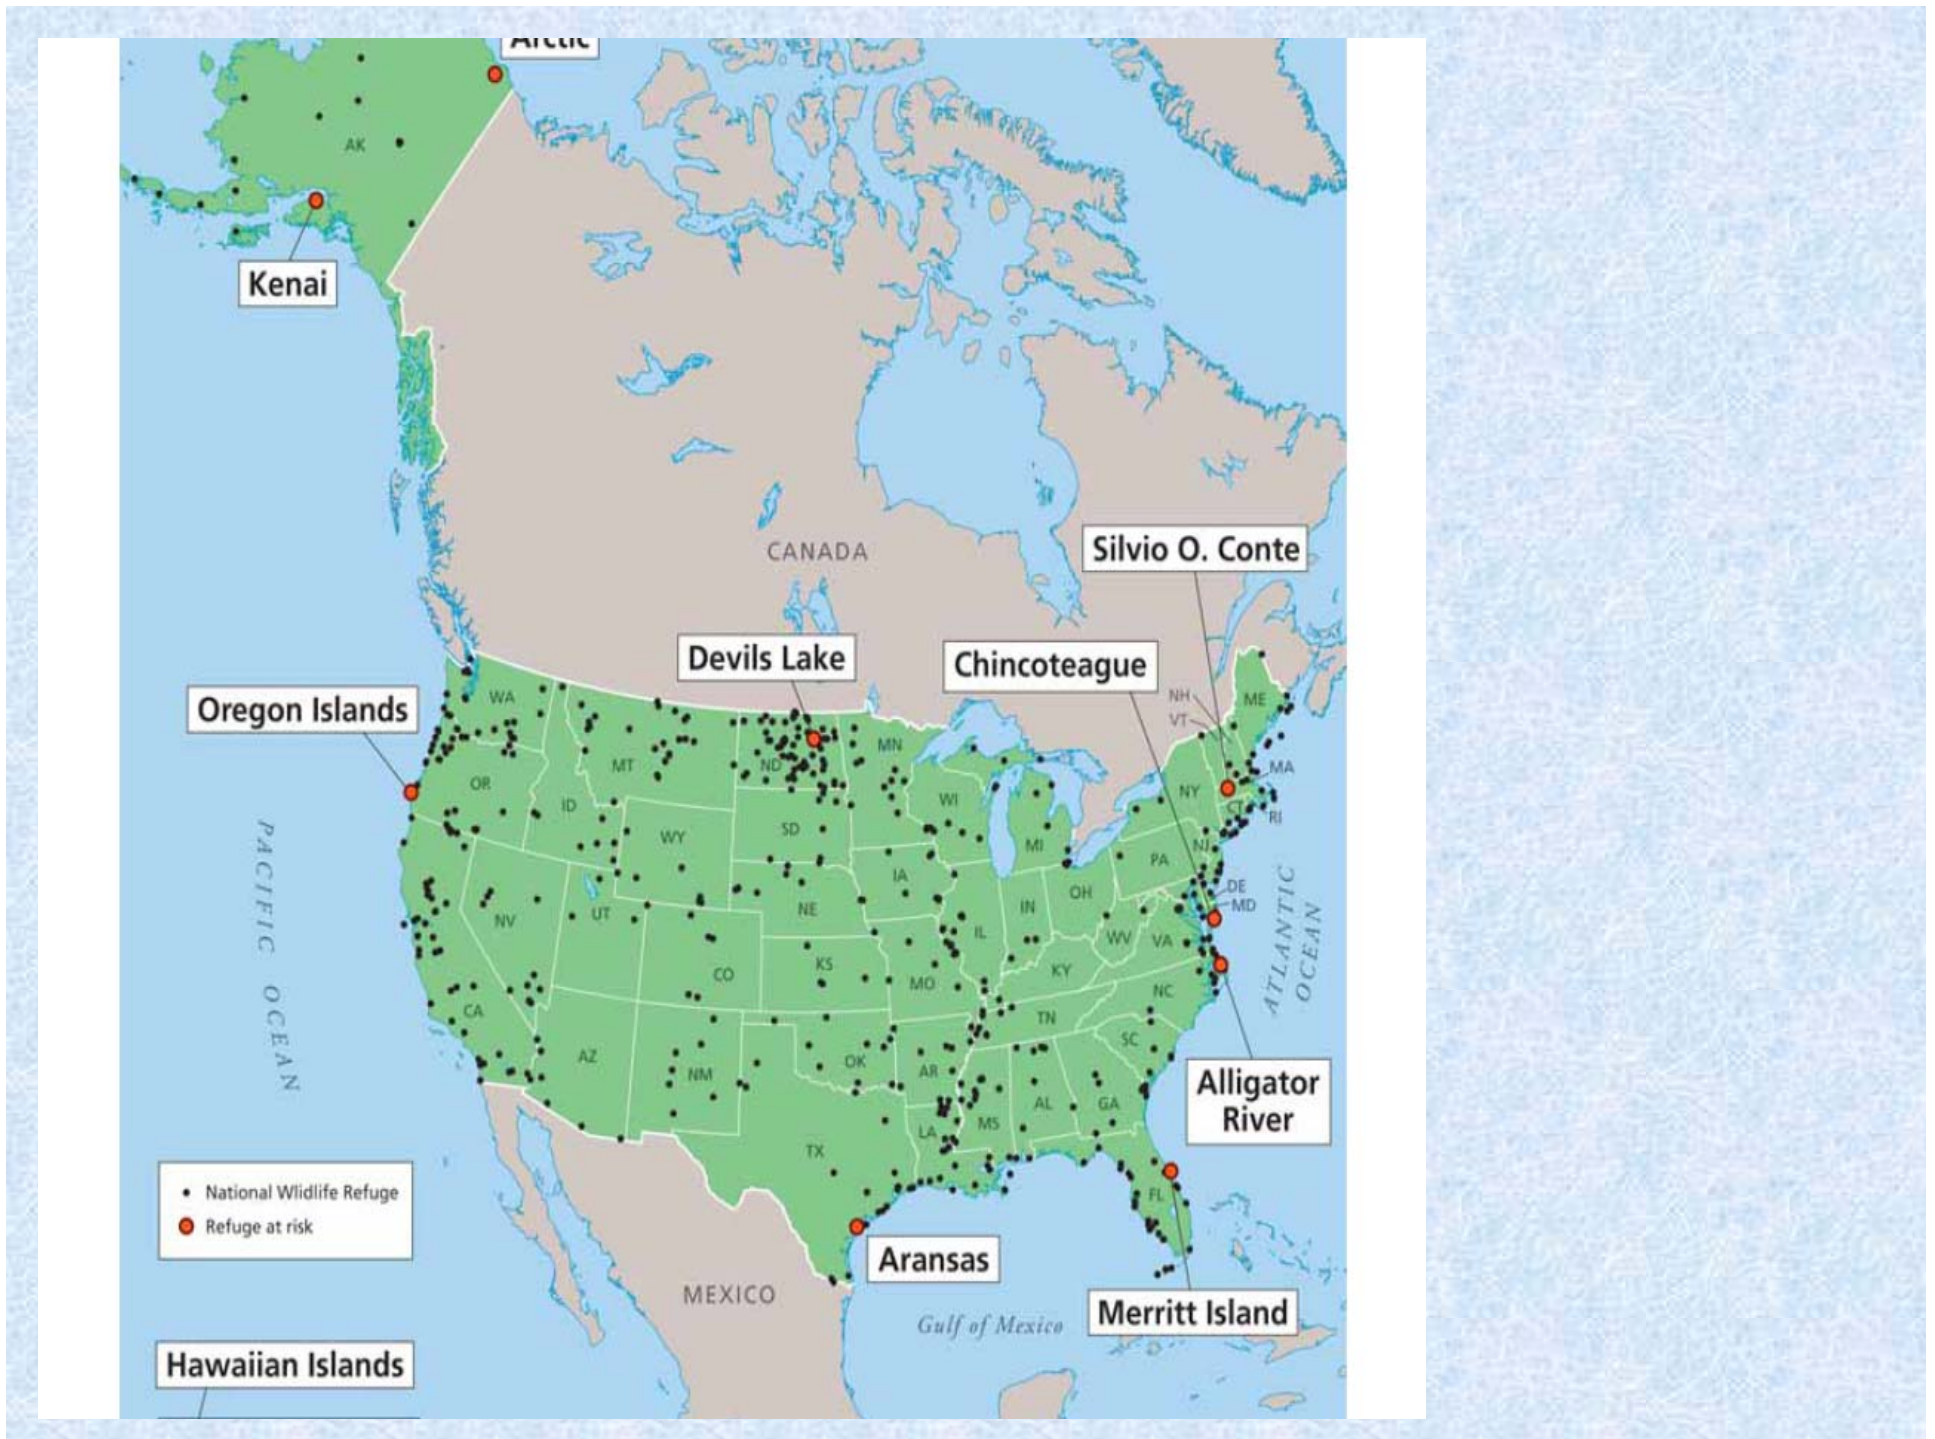 Arctic
AK
Kenai
CANADA
Silvio O. Conte
Devils Lake
Chincoteague
Oregon Islands
WA
NH
VT
ME
MT
ND
MN
MA
OR
ID
WI
NY
CT
RI
WY
SD
MI
PA
NJ
IA
OH
DE
MD
NV
UT
NE
IN
IL
WV
VA
PACIFIC OCEAN
ATLANTIC
OCEAN
CO
KS
MO
KY
NC
CA
TN
SC
AZ
NM
OK
AR
AL
GA
MS
LA
Alligator
River
TX
FL
National Wlidlife Refuge
Refuge at risk
Aransas
MEXICO
Gulf of Mexico
Merritt Island
Hawaiian Islands